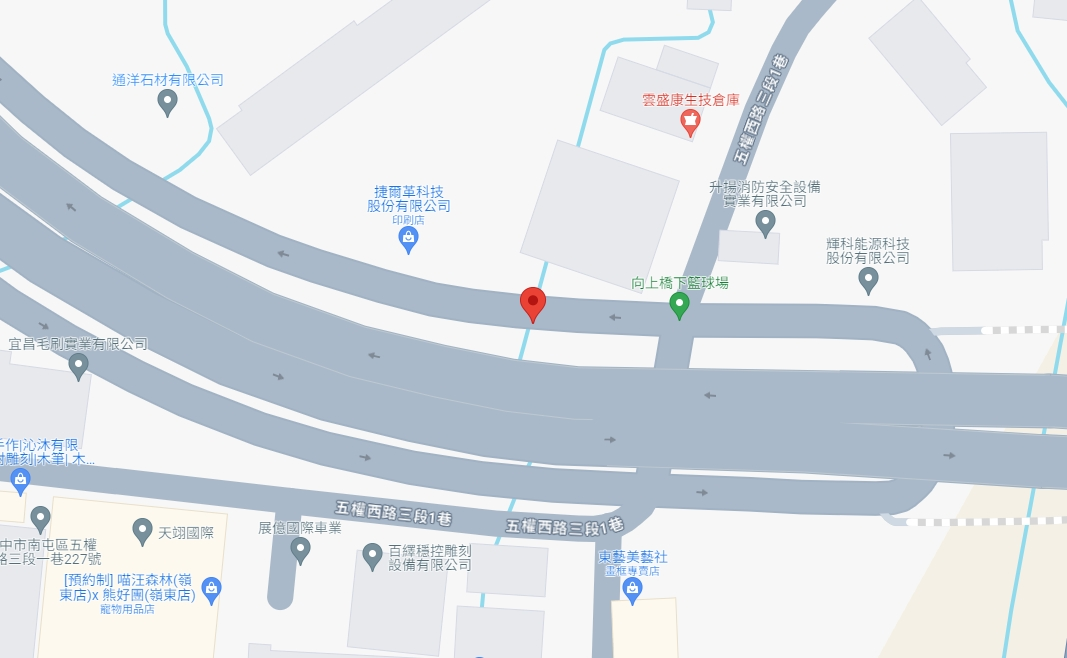 通洋石材有限公司
雲盛康生技倉庫
五權西路三段1巷
捷爾革科技
股份有限公司
印刷店
升揚消防安全設備
實業有限公司
輝科能源科技
股份有限公司
向上橋下籃球場
宜昌毛刷實業有限公司
手作|沁沐有限
雕刻|木筆| 木...
五權西路三段1巷
五權西路三段1巷
中市南屯區五權
路三段一巷227號
天翊國際
展億國際車業
百繹穩控雕刻
設備有限公司
東藝美藝社
畫框專賣店
[預約制] 喵汪森林(嶺
東店)x 熊好團(嶺東店)
寵物用品店